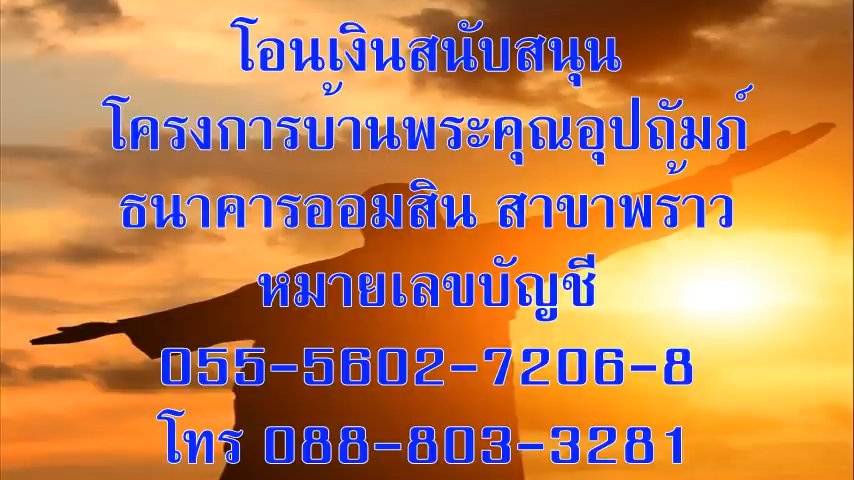 โอนเงินสนับสนุน
โครงการบ้านพระคุณอุปถัมภ์
ธนาคารออมสิน สาขาพร้าว
หมายเลขบัญชี
055-5602-7206-8
โทร 088-803-3281